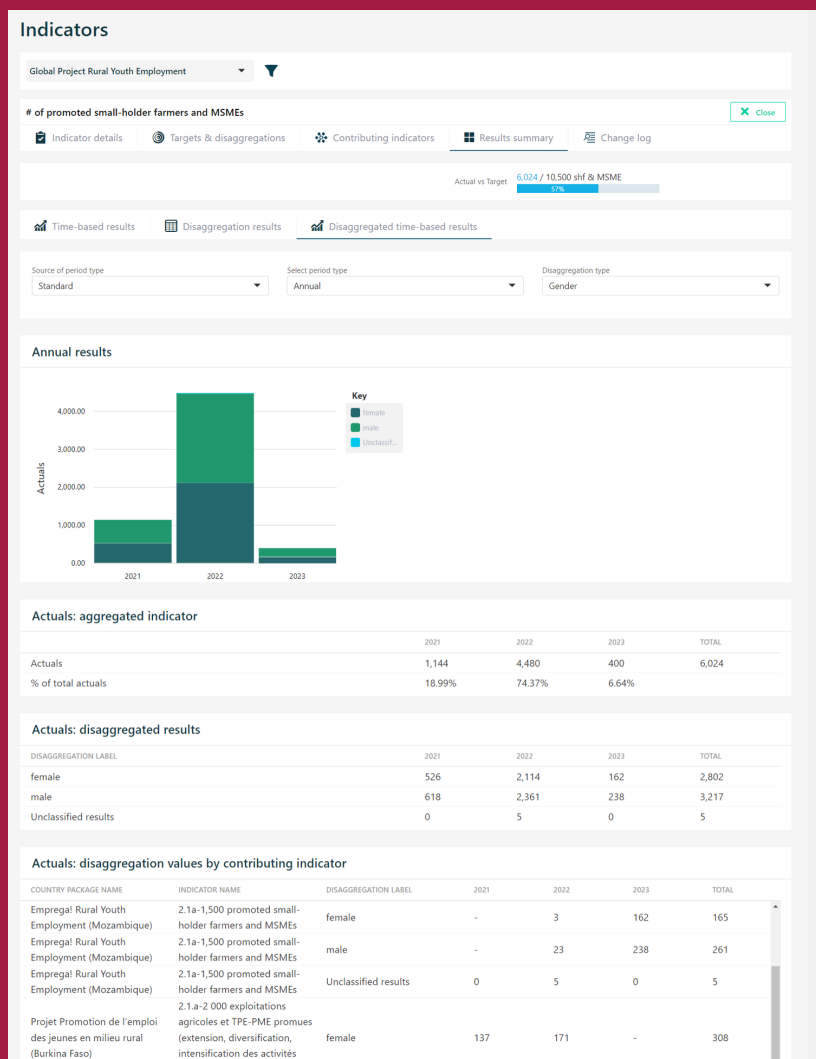 Indicators
Global Project Rural Youth Employment
# of promoted small-holder farmers and MSMEs
Close
Indicator details
Targets & disaggregations
Contributing indicators
Results summary
Change log
Actual vs Target
6,024 / 10,500 shf & MSME
57%
Time-based results
Disaggregation results
Disaggregated time-based results
Source of period type
Select period type
Disaggregation type
Standard
Annual
Gender
Annual results
Key
female
male
Unclassif...
Actuals
4,000.00
3,000.00
2,000.00
1,000.00
0.00
2021 2022 2023
Actuals: aggregated indicator
2021 2022 2023 TOTAL
Actuals 1,144 4,480 400 6,024
% of total actuals 18.99% 74.37% 6.64%
Actuals: disaggregated results
DISAGGREGATION LABEL 2021 2022 2023 TOTAL
female 526 2,114 162 2,802
male 618 2,361 238 3,217
Unclassified results 0 5 0 5
Actuals: disaggregation values by contributing indicator
COUNTRY PACKAGE NAME INDICATOR NAME DISAGGREGATION LABEL 2021 2022 2023 TOTAL
Emprega! Rural Youth 2.1a-1,500 promoted small-
female - 3 162 165
Employment (Mozambique) holder farmers and MSMEs
Emprega! Rural Youth 2.1a-1,500 promoted small-
male - 23 238 261
Employment (Mozambique) holder farmers and MSMEs
Emprega! Rural Youth 2.1a-1,500 promoted small-
Unclassified results 0 5 0 5
Employment (Mozambique) holder farmers and MSMEs
2.1.a-2 000 exploitations
Projet Promotion de l'emploi agricoles et TPE-PME promues
des jeunes en milieu rural (extension, diversification, female 137 171 - 308
(Burkina Faso) intensification des activités